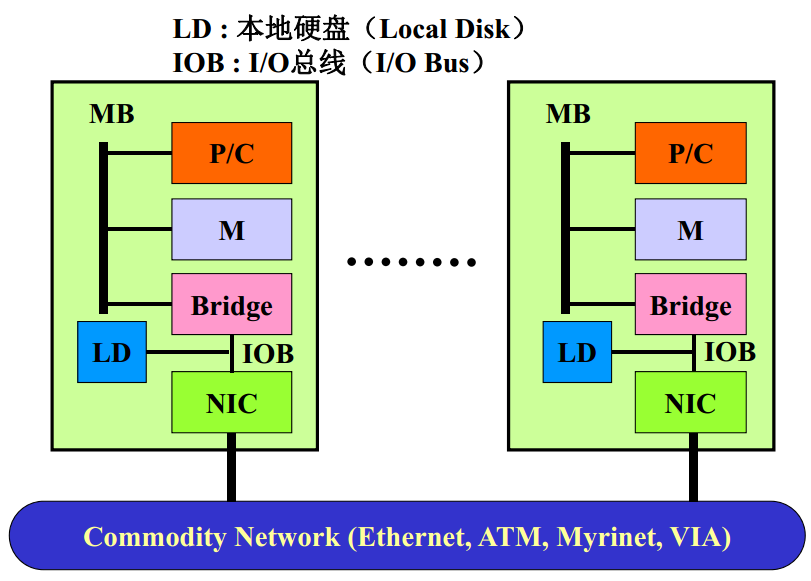 LD : 本地硬盘（Local Disk）
IOB : I/O总线（I/O Bus）
MB
P/C
M
Bridge
LD
IOB
NIC
MB
P/C
M
Bridge
LD
IOB
NIC
Commodity Network (Ethernet, ATM, Myrinet, VIA)